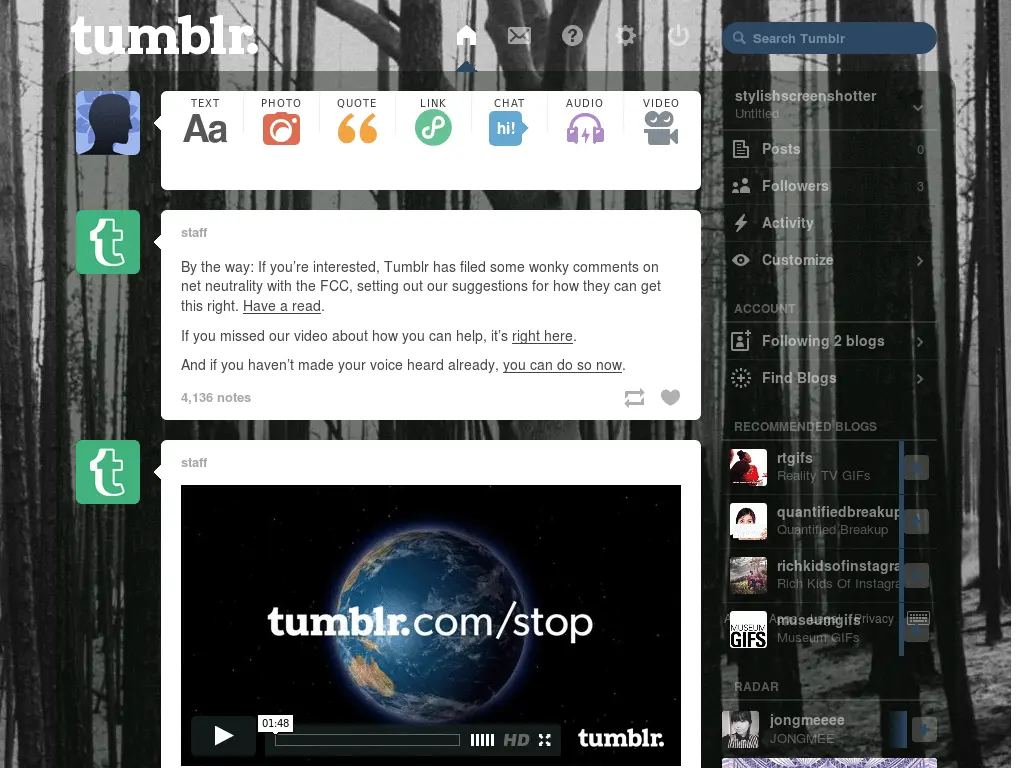 tumblr.
Search Tumblr
TEXT
Aa
PHOTO
QUOTE
LINK
CHAT
hi!
AUDIO
VIDEO
staff
By the way: If you’re interested, Tumblr has filed some wonky comments on
net neutrality with the FCC, setting out our suggestions for how they can get
this right. Have a read.
If you missed our video about how you can help, it’s right here.
And if you haven’t made your voice heard already, you can do so now.
4,136 notes
staff
tumblr.com/stop
01:48
HD
tumblr.
stylishscreenshotter
Untitled
Posts 0
Followers 3
Activity
Customize
ACCOUNT
Following 2 blogs
Find Blogs
RECOMMENDED BLOGS
rtgifs
Reality TV GIFs
quantifiedbreakup
Quantified Breakup
richkidsofinstagra
Rich Kids Of Instagra
museumgifs
Privacy
MUSEUM
GIFS
Museum GIFs
RADAR
jongmeeee
JONGMEE